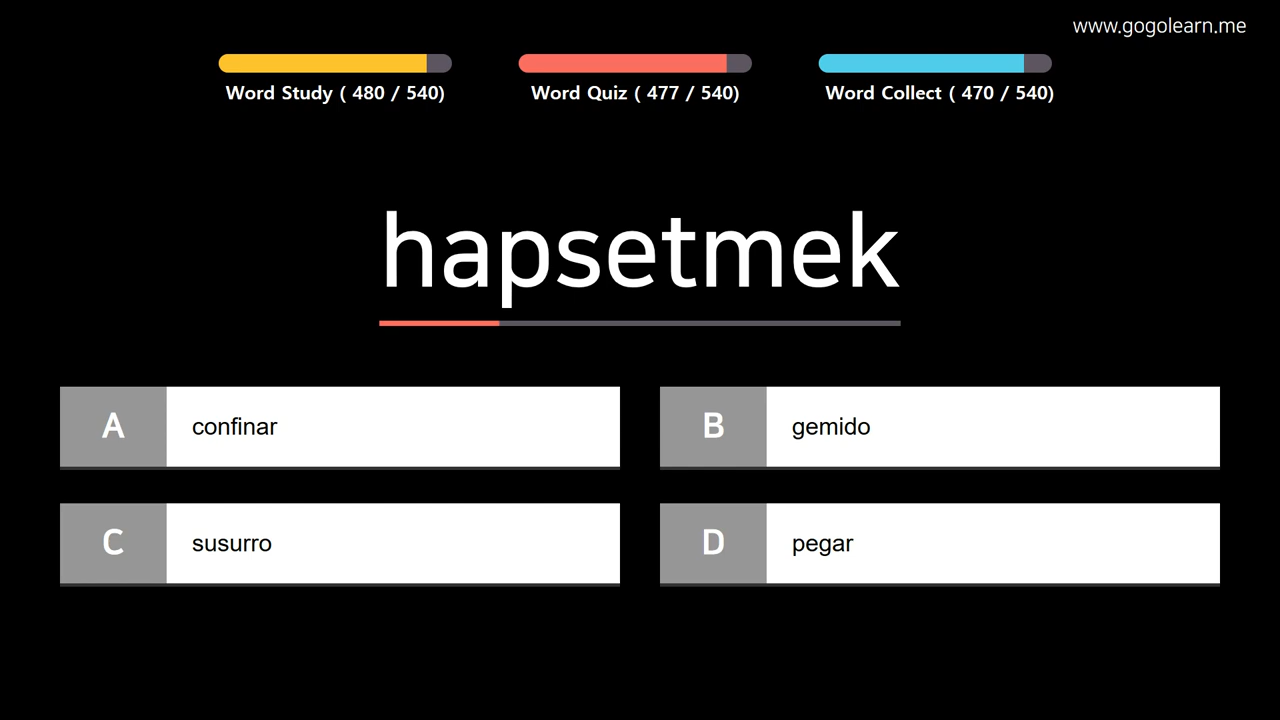 www.gogolearn.me
Word Study ( 480 / 540)
Word Quiz ( 477 / 540)
Word Collect ( 470 / 540)
hapsetmek
A confinar
B gemido
C susurro
D pegar